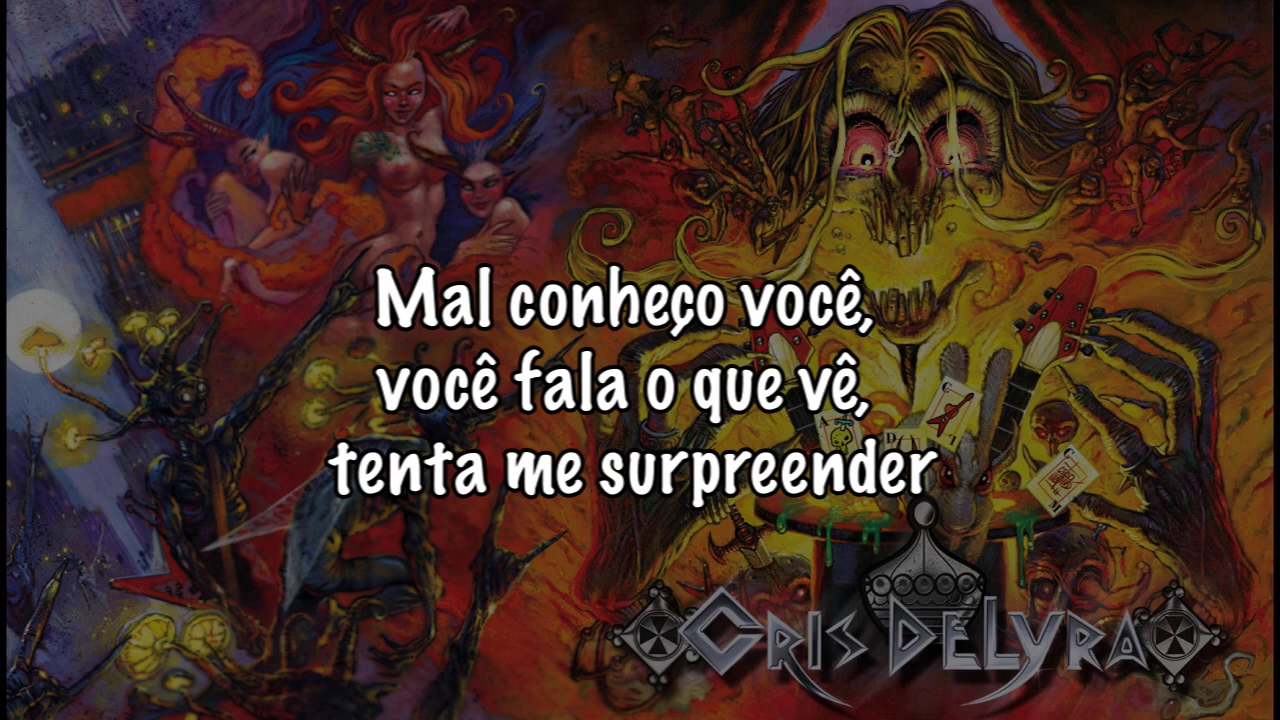 Mal conheço você,
você fala o que vê,
tenta me surpreender
CRIS DELYRA